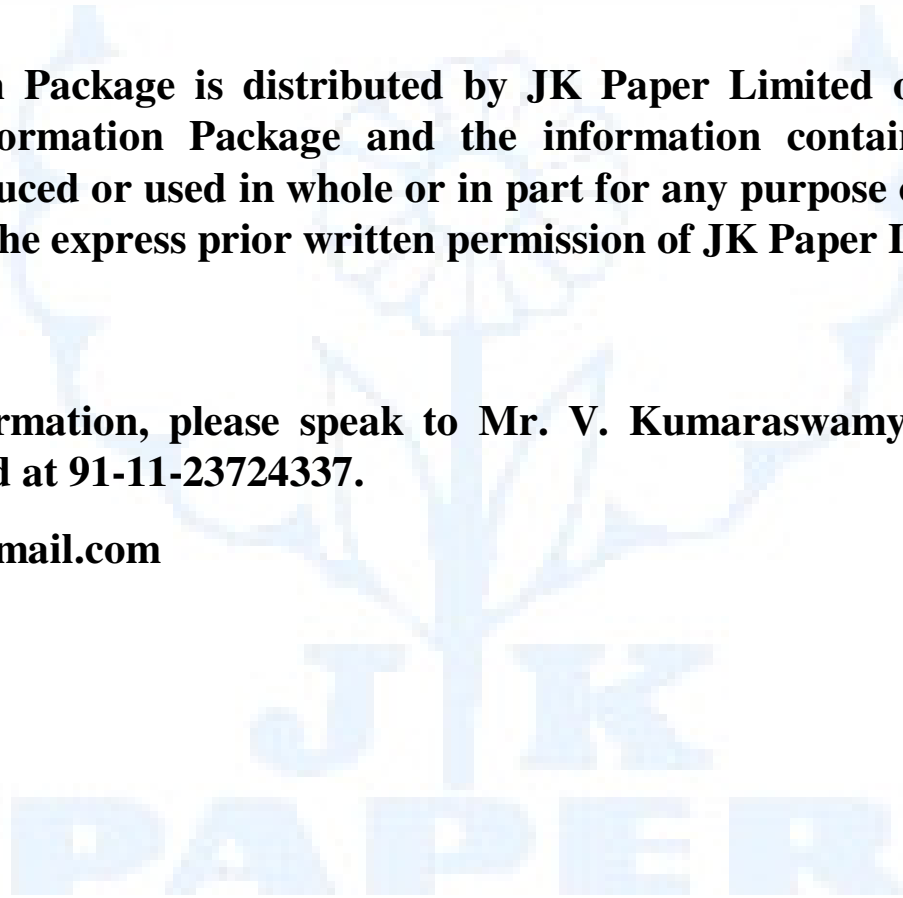 Package is distributed by JK Paper Limited
ormation Package and the information contain
uced or used in whole or in part for any purpose
he express prior written permission of JK Paper
rmation, please speak to Mr. V. Kumaraswamy
d at 91-11-23724337.
mail.com
JK
PAPER